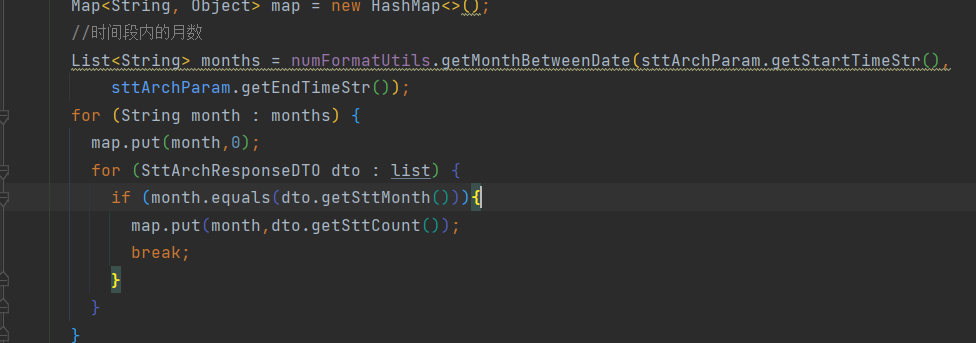 Map<String, Object> map = new HashMap<>();
//时间段内的月数
List<String> months = numFormatUtils.getMonthBetweenDate(sttArchParam.getStartTimeStr(),
sttArchParam.getEndTimeStr());
for (String month : months) {
map.put(month,0);
for (SttArchResponseDTO dto : list) {
if (month.equals(dto.getSttMonth())){
map.put(month,dto.getSttCount());
break;
}
}
}